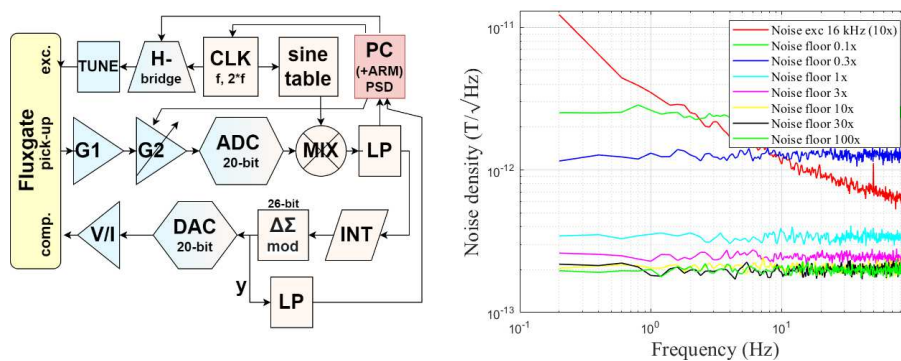 Fluxgate
exc.
pick-up
comp.
TUNE
H-
bridge
CLK
f, 2*f
sine
table
PC
(+ARM)
PSD
G1
G2
ADC
20-bit
MIX
LP
26-bit
V/I
DAC
20-bit
ΔΣ
mod
INT
y
LP
Noise density (T/√Hz)
10⁻¹¹
10⁻¹²
10⁻¹³
Noise exc 16 kHz (10x)
Noise floor 0.1x
Noise floor 0.3x
Noise floor 1x
Noise floor 3x
Noise floor 10x
Noise floor 30x
Noise floor 100x
10⁻¹
10⁰
10¹
Frequency (Hz)